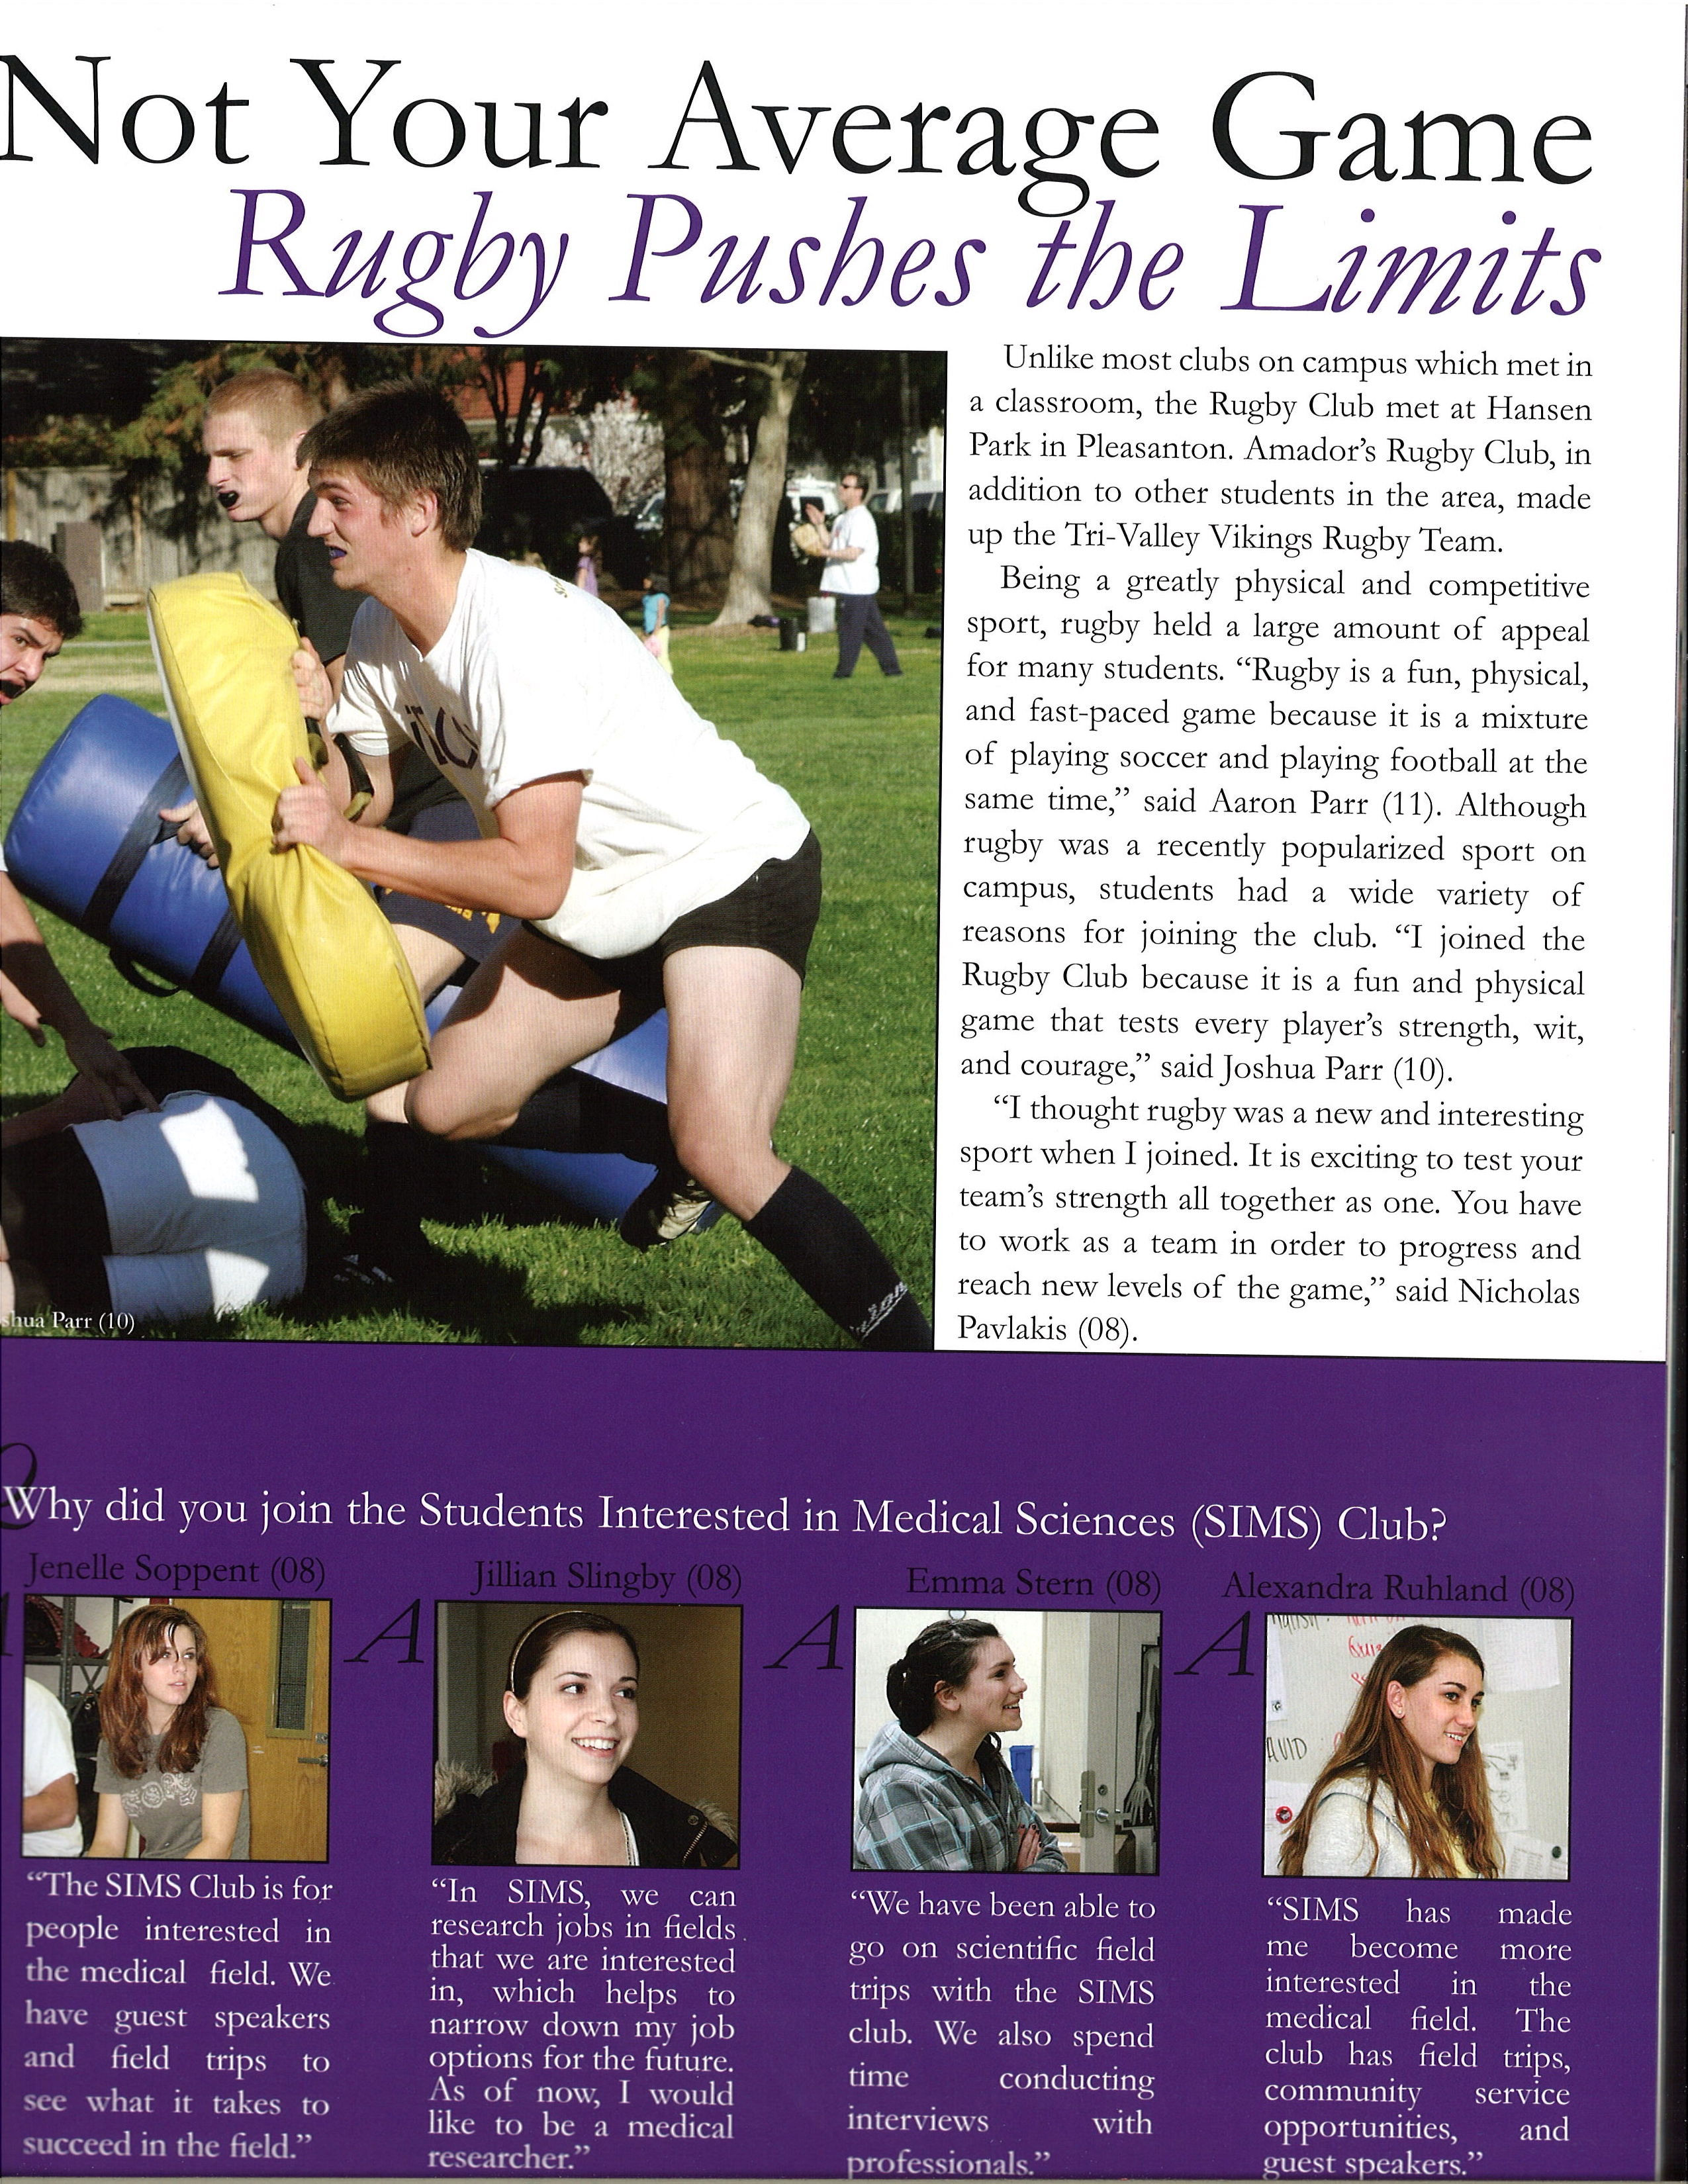 Not Your Average Game
Rugby Pushes the Limits
Unlike most clubs on campus which met in
a classroom, the Rugby Club met at Hansen
Park in Pleasanton. Amador's Rugby Club, in
addition to other students in the area, made
up the Tri-Valley Vikings Rugby Team.
Being a greatly physical and competitive
sport, rugby held a large amount of appeal
for many students. “Rugby is a fun, physical,
and fast-paced game because it is a mixture
of playing soccer and playing football at the
same time,” said Aaron Parr (11). Although
rugby was a recently popularized sport on
campus, students had a wide variety of
reasons for joining the club. “I joined the
Rugby Club because it is a fun and physical
game that tests every player's strength, wit,
and courage,” said Joshua Parr (10).
“I thought rugby was a new and interesting
sport when I joined. It is exciting to test your
team's strength all together as one. You have
to work as a team in order to progress and
reach new levels of the game,” said Nicholas
Pavlakis (08).
shua Parr (10)
Q
Why did you join the Students Interested in Medical Sciences (SIMS) Club?
Jenelle Soppent (08)
“The SIMS Club is for
people interested in
the medical field. We
have guest speakers
and field trips to
see what it takes to
succeed in the field.”
Jillian Slingby (08)
A
“In SIMS, we can
research jobs in fields
that we are interested
in, which helps to
narrow down my job
options for the future.
As of now, I would
like to be a medical
researcher.”
Emma Stern (08)
A
“We have been able to
go on scientific field
trips with the SIMS
club. We also spend
time conducting
interviews with
professionals.”
Alexandra Ruhland (08)
A
AVID
“SIMS has made
me become more
interested in the
medical field. The
club has field trips,
community service
opportunities, and
guest speakers.”